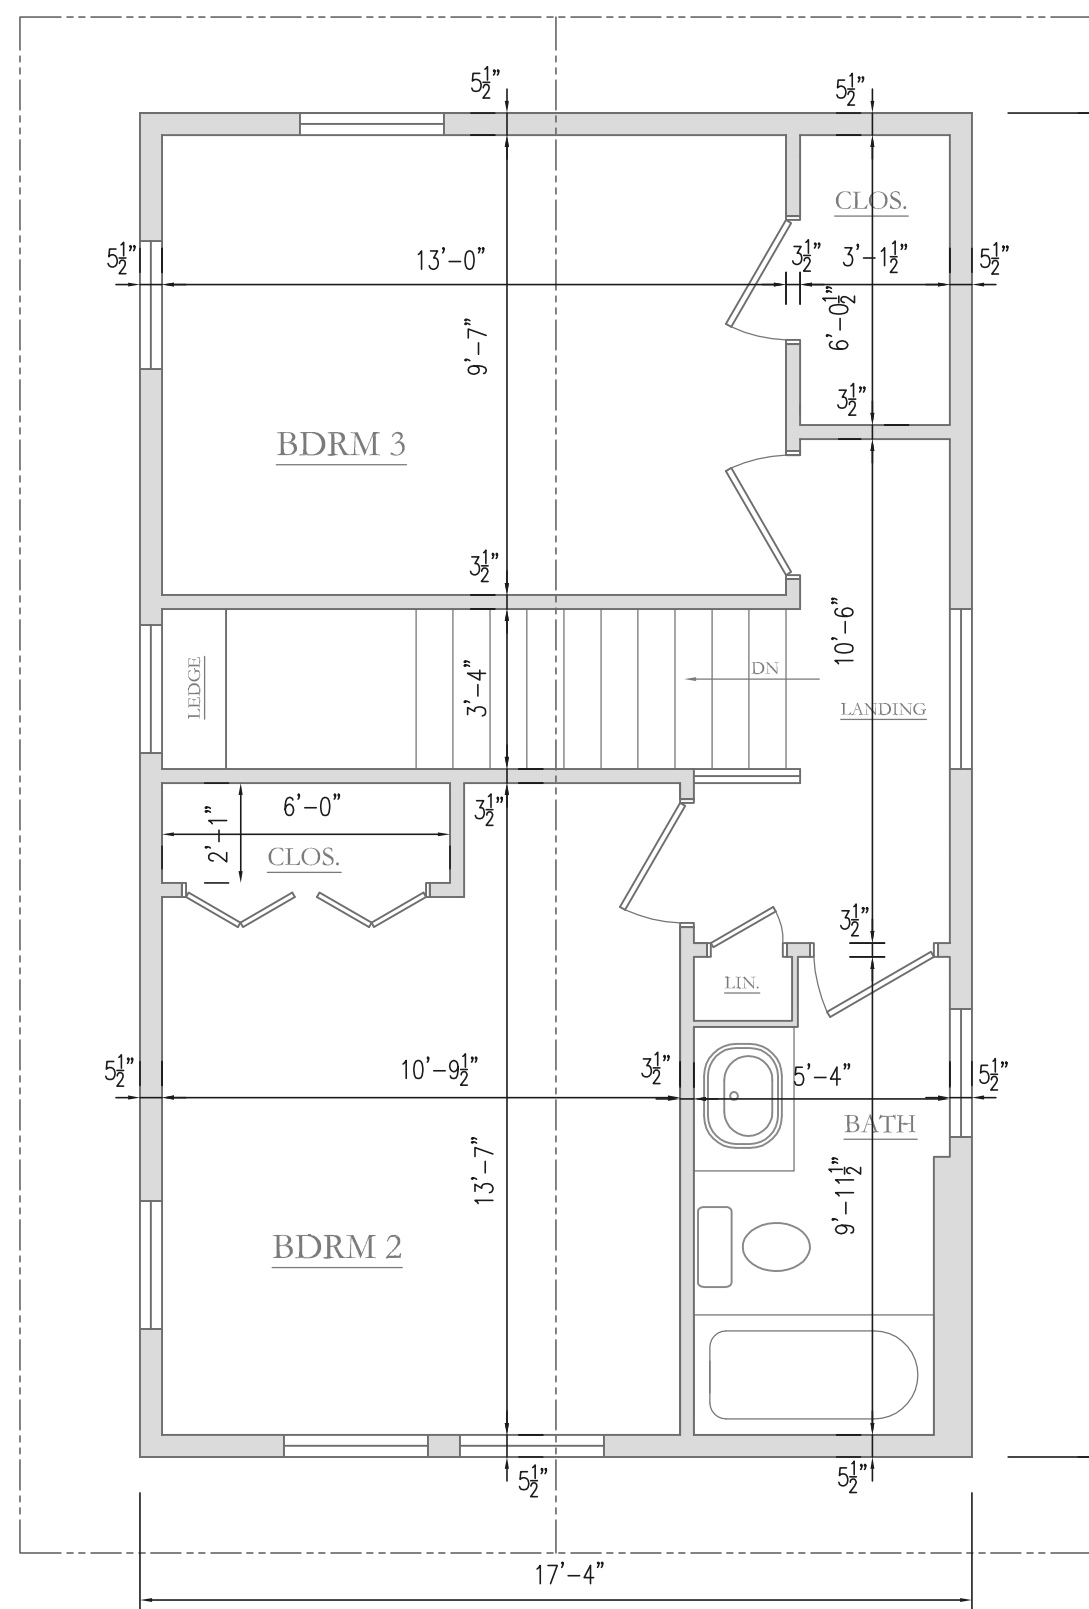 5½” 5½”
CLOS.
5½” 13’-0” 3½” 3’-1½” 5½”
6’-0½”
9’-7”
3½”
BDRM 3
3½”
10’-6”
LEDGE
3’-4”
DN
LANDING
6’-0”
3½”
2’-1”
CLOS.
3½”
LIN.
5½” 10’-9½” 3½” 5’-4” 5½”
BATH
13’-7”
9’-11½”
BDRM 2
5½” 5½”
17’-4”